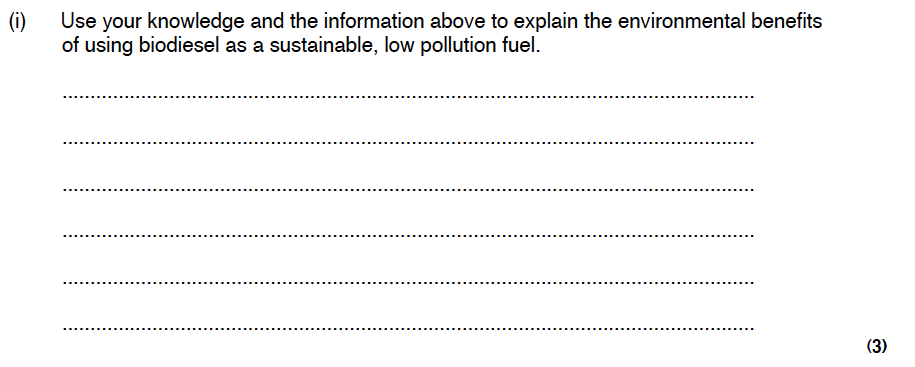 (i) Use your knowledge and the information above to explain the environmental benefits
of using biodiesel as a sustainable, low pollution fuel.
(3)